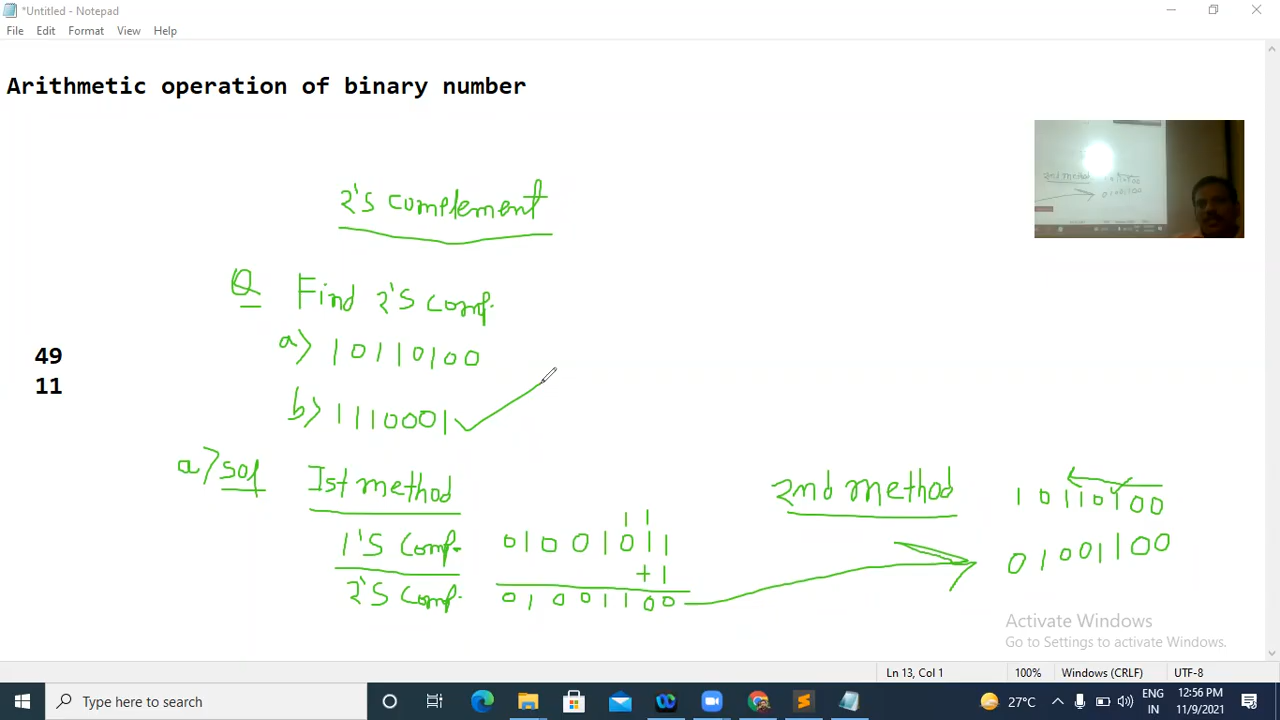 *Untitled - Notepad
File Edit Format View Help
Arithmetic operation of binary number
2's complement
Q Find 2's comp.
a) 10110100
49
11
b) 1110001
a) sol Ist method
1's comp. 01001011
1 1
+1
2's comp. 01001100
2nd method 10110100
01001100
Activate Windows
Go to Settings to activate Windows.
Ln 13, Col 1 100% Windows (CRLF) UTF-8
Type here to search
27°C ENG IN 12:56 PM 11/9/2021